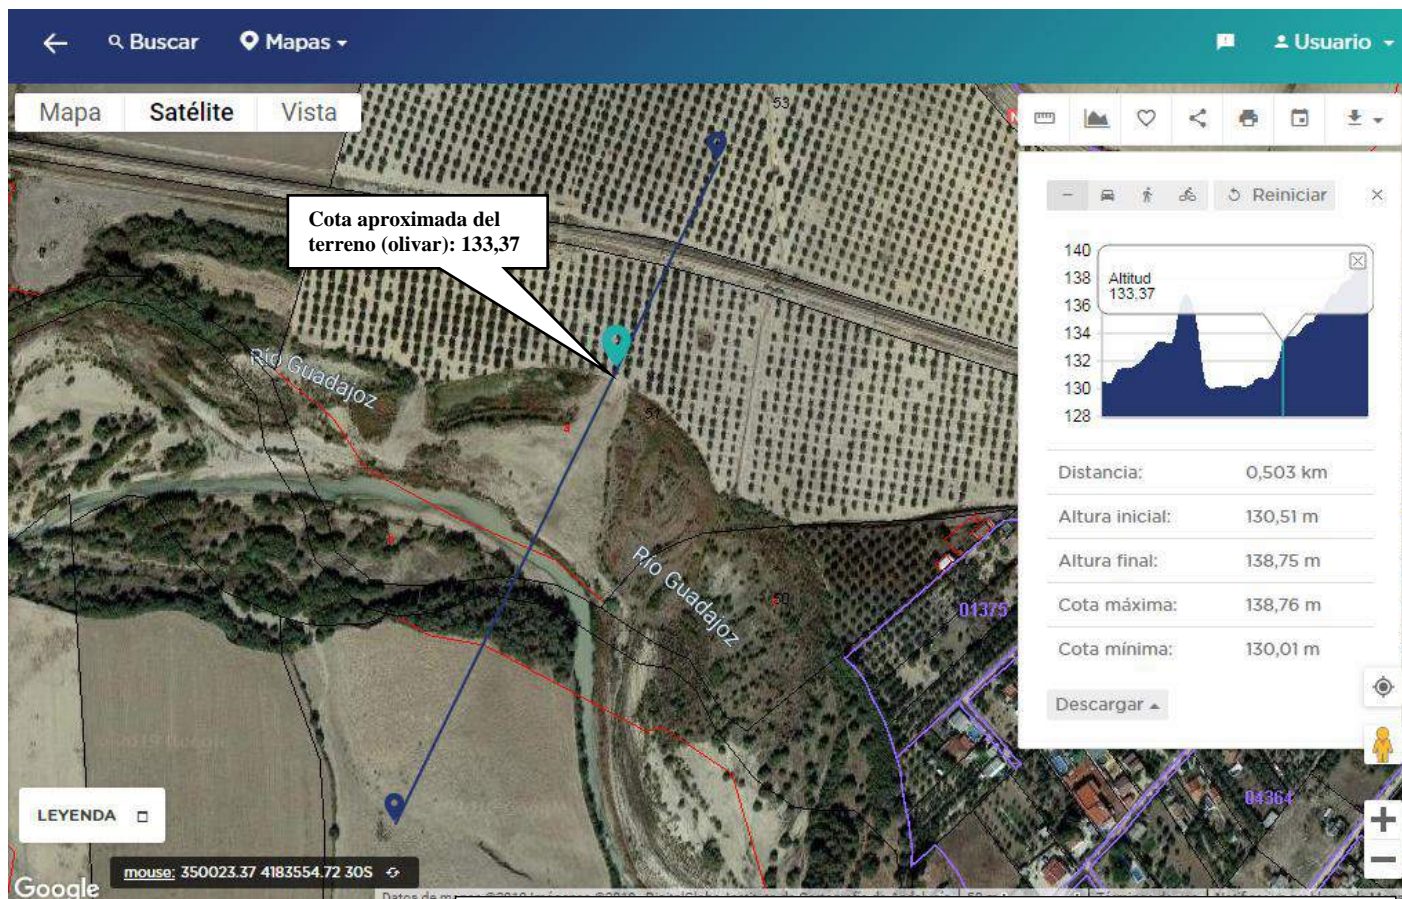 Buscar
Mapas
Usuario
Mapa Satélite Vista
53
Cota aproximada del
terreno (olivar): 133,37
Reiniciar
140
138
136
134
132
130
128
Altitud
133,37
Río Guadajoz
51
a
Río Guadajoz
50
01375
04364
Distancia: 0,503 km
Altura inicial: 130,51 m
Altura final: 138,75 m
Cota máxima: 138,76 m
Cota mínima: 130,01 m
Descargar
LEYENDA
mouse: 350023.37 4183554.72 30S
Google